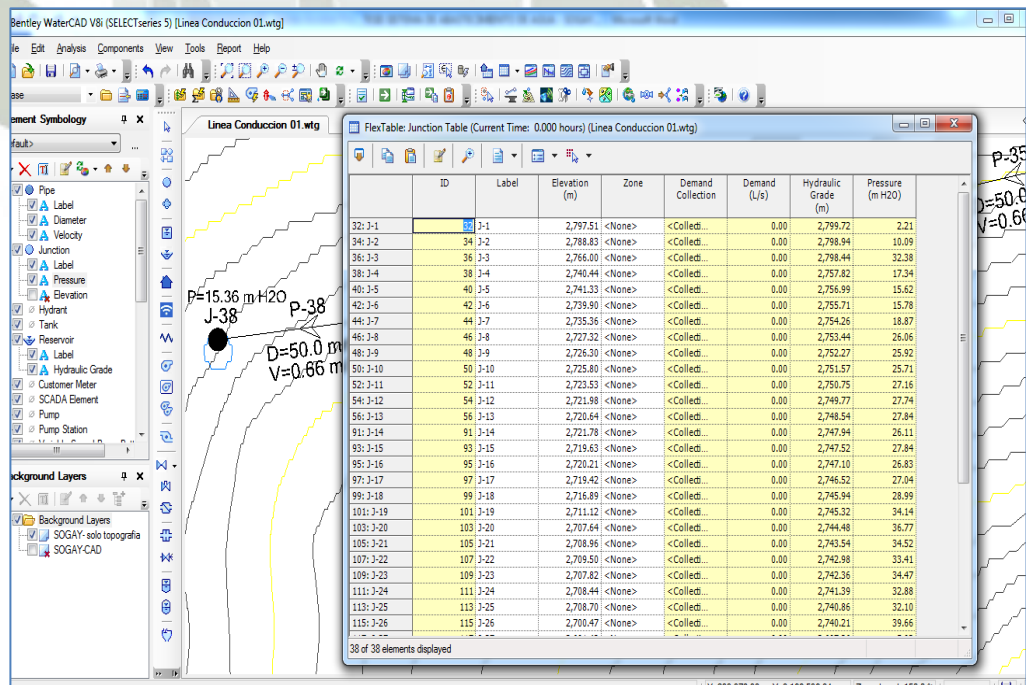 Bentley WaterCAD V8i (SELECTseries 5) [Linea Conduccion 01.wtg]
Edit Analysis Components View Tools Report Help
ement Symbology
fault>
Pipe
Label
Diameter
Velocity
Junction
Label
Pressure
Elevation
Hydrant
Tank
Reservoir
Label
Hydraulic Grade
Customer Meter
SCADA Element
Pump
Pump Station
ckground Layers
Background Layers
SOGAY- solo topografia
SOGAY-CAD
Linea Conduccion 01.wtg
P=15.36 m H2O
J-38
P-38
D=50.0 m
V=0.66 m
P-35
D=50.0
V=0.66
FlexTable: Junction Table (Current Time: 0.000 hours) (Linea Conduccion 01.wtg)
ID Label Elevation (m) Zone Demand Collection Demand (L/s) Hydraulic Grade (m) Pressure (m H2O)
32: J-1 32 J-1 2,797.51 <None> <Collecti... 0.00 2,799.72 2.21
34: J-2 34 J-2 2,788.83 <None> <Collecti... 0.00 2,798.94 10.09
36: J-3 36 J-3 2,766.00 <None> <Collecti... 0.00 2,798.44 32.38
38: J-4 38 J-4 2,740.44 <None> <Collecti... 0.00 2,757.82 17.34
40: J-5 40 J-5 2,741.33 <None> <Collecti... 0.00 2,756.99 15.62
42: J-6 42 J-6 2,739.90 <None> <Collecti... 0.00 2,755.71 15.78
44: J-7 44 J-7 2,735.36 <None> <Collecti... 0.00 2,754.26 18.87
46: J-8 46 J-8 2,727.32 <None> <Collecti... 0.00 2,753.44 26.06
48: J-9 48 J-9 2,726.30 <None> <Collecti... 0.00 2,752.27 25.92
50: J-10 50 J-10 2,725.80 <None> <Collecti... 0.00 2,751.57 25.71
52: J-11 52 J-11 2,723.53 <None> <Collecti... 0.00 2,750.75 27.16
54: J-12 54 J-12 2,721.98 <None> <Collecti... 0.00 2,749.77 27.74
56: J-13 56 J-13 2,720.64 <None> <Collecti... 0.00 2,748.54 27.84
91: J-14 91 J-14 2,721.78 <None> <Collecti... 0.00 2,747.94 26.11
93: J-15 93 J-15 2,719.63 <None> <Collecti... 0.00 2,747.52 27.84
95: J-16 95 J-16 2,720.21 <None> <Collecti... 0.00 2,747.10 26.83
97: J-17 97 J-17 2,719.42 <None> <Collecti... 0.00 2,746.52 27.04
99: J-18 99 J-18 2,716.89 <None> <Collecti... 0.00 2,745.94 28.99
101: J-19 101 J-19 2,711.12 <None> <Collecti... 0.00 2,745.32 34.14
103: J-20 103 J-20 2,707.64 <None> <Collecti... 0.00 2,744.48 36.77
105: J-21 105 J-21 2,708.96 <None> <Collecti... 0.00 2,743.54 34.52
107: J-22 107 J-22 2,709.50 <None> <Collecti... 0.00 2,742.98 33.41
109: J-23 109 J-23 2,707.82 <None> <Collecti... 0.00 2,742.36 34.47
111: J-24 111 J-24 2,708.44 <None> <Collecti... 0.00 2,741.39 32.88
113: J-25 113 J-25 2,708.70 <None> <Collecti... 0.00 2,740.86 32.10
115: J-26 115 J-26 2,700.47 <None> <Collecti... 0.00 2,740.21 39.66
38 of 38 elements displayed